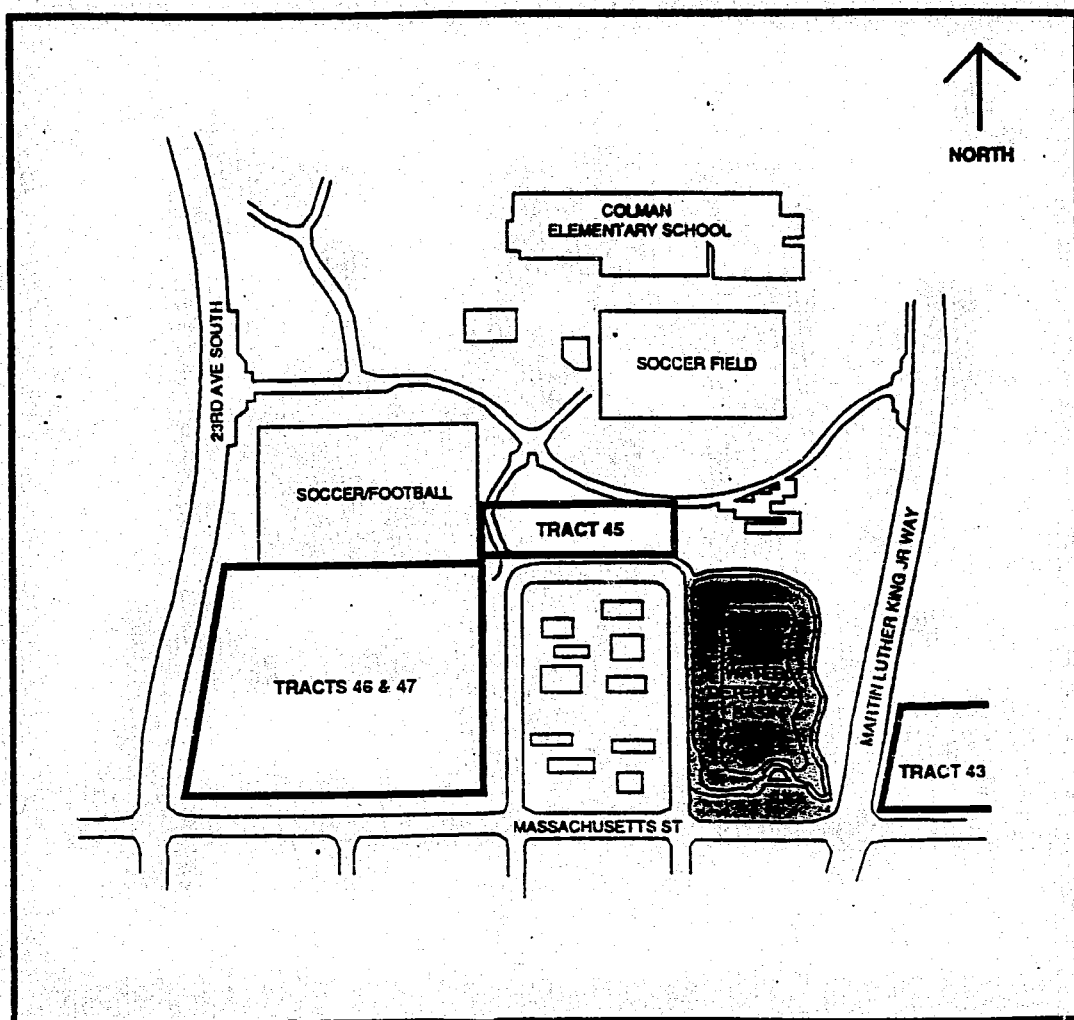 NORTH
COLMAN
ELEMENTARY SCHOOL
23RD AVE SOUTH
SOCCER FIELD
SOCCER/FOOTBALL
TRACT 45
MARTIN LUTHER KING JR WAY
TRACTS 46 & 47
DETENTION
TRACT 43
MASSACHUSETTS ST